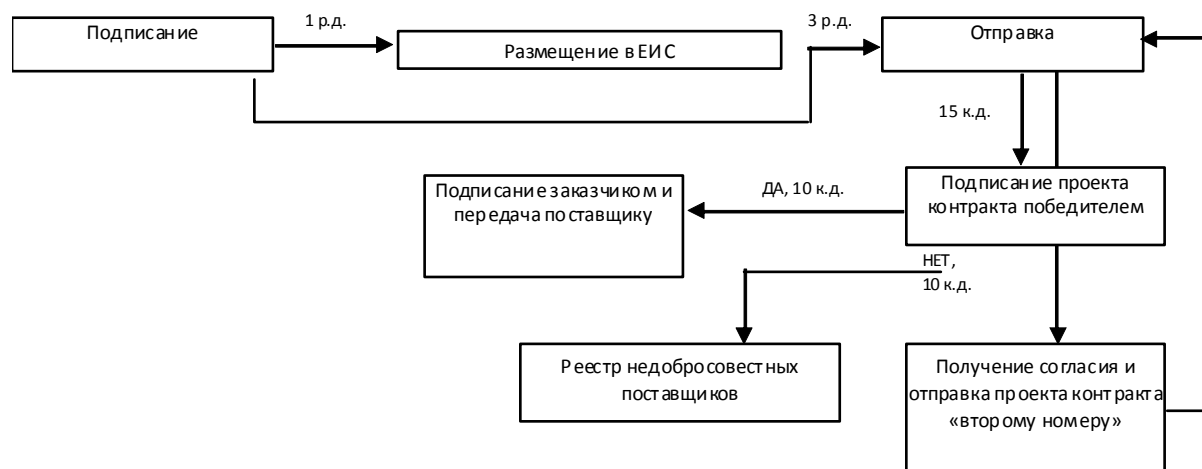 Подписание
1 р.д.
Размещение в ЕИС
3 р.д.
Отправка
15 к.д.
Подписание заказчиком и
передача поставщику
ДА, 10 к.д.
Подписание проекта
контракта победителем
НЕТ,
10 к.д.
Реестр недобросовестных
поставщиков
Получение согласия и
отправка проекта контракта
«второму номеру»